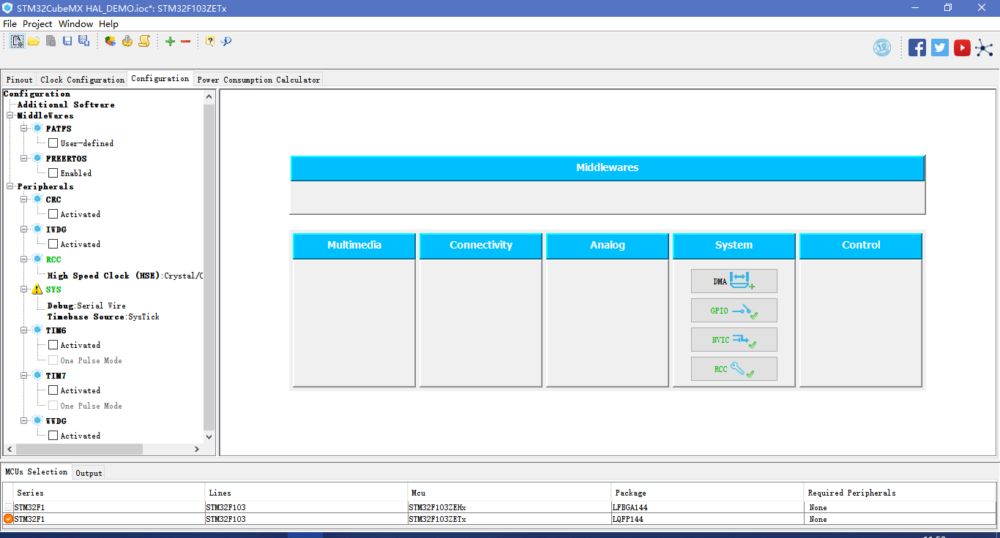 STM32CubeMX HAL_DEMO.ioc*: STM32F103ZETx
File Project Window Help
10
Pinout Clock Configuration Configuration Power Consumption Calculator
Configuration
Additional Software
MiddleWares
FATFS
User-defined
FREERTOS
Enabled
Peripherals
CRC
Activated
IWDG
Activated
RCC
High Speed Clock (HSE):Crystal/C
SYS
Debug:Serial Wire
Timebase Source:SysTick
TIM6
Activated
One Pulse Mode
TIM7
Activated
One Pulse Mode
WWDG
Activated
Middlewares
Multimedia Connectivity Analog System Control
DMA
GPIO
NVIC
RCC
MCUs Selection Output
Series Lines Mcu Package Required Peripherals
STM32F1 STM32F103 STM32F103ZEHx LFBGA144 None
STM32F1 STM32F103 STM32F103ZETx LQFP144 None